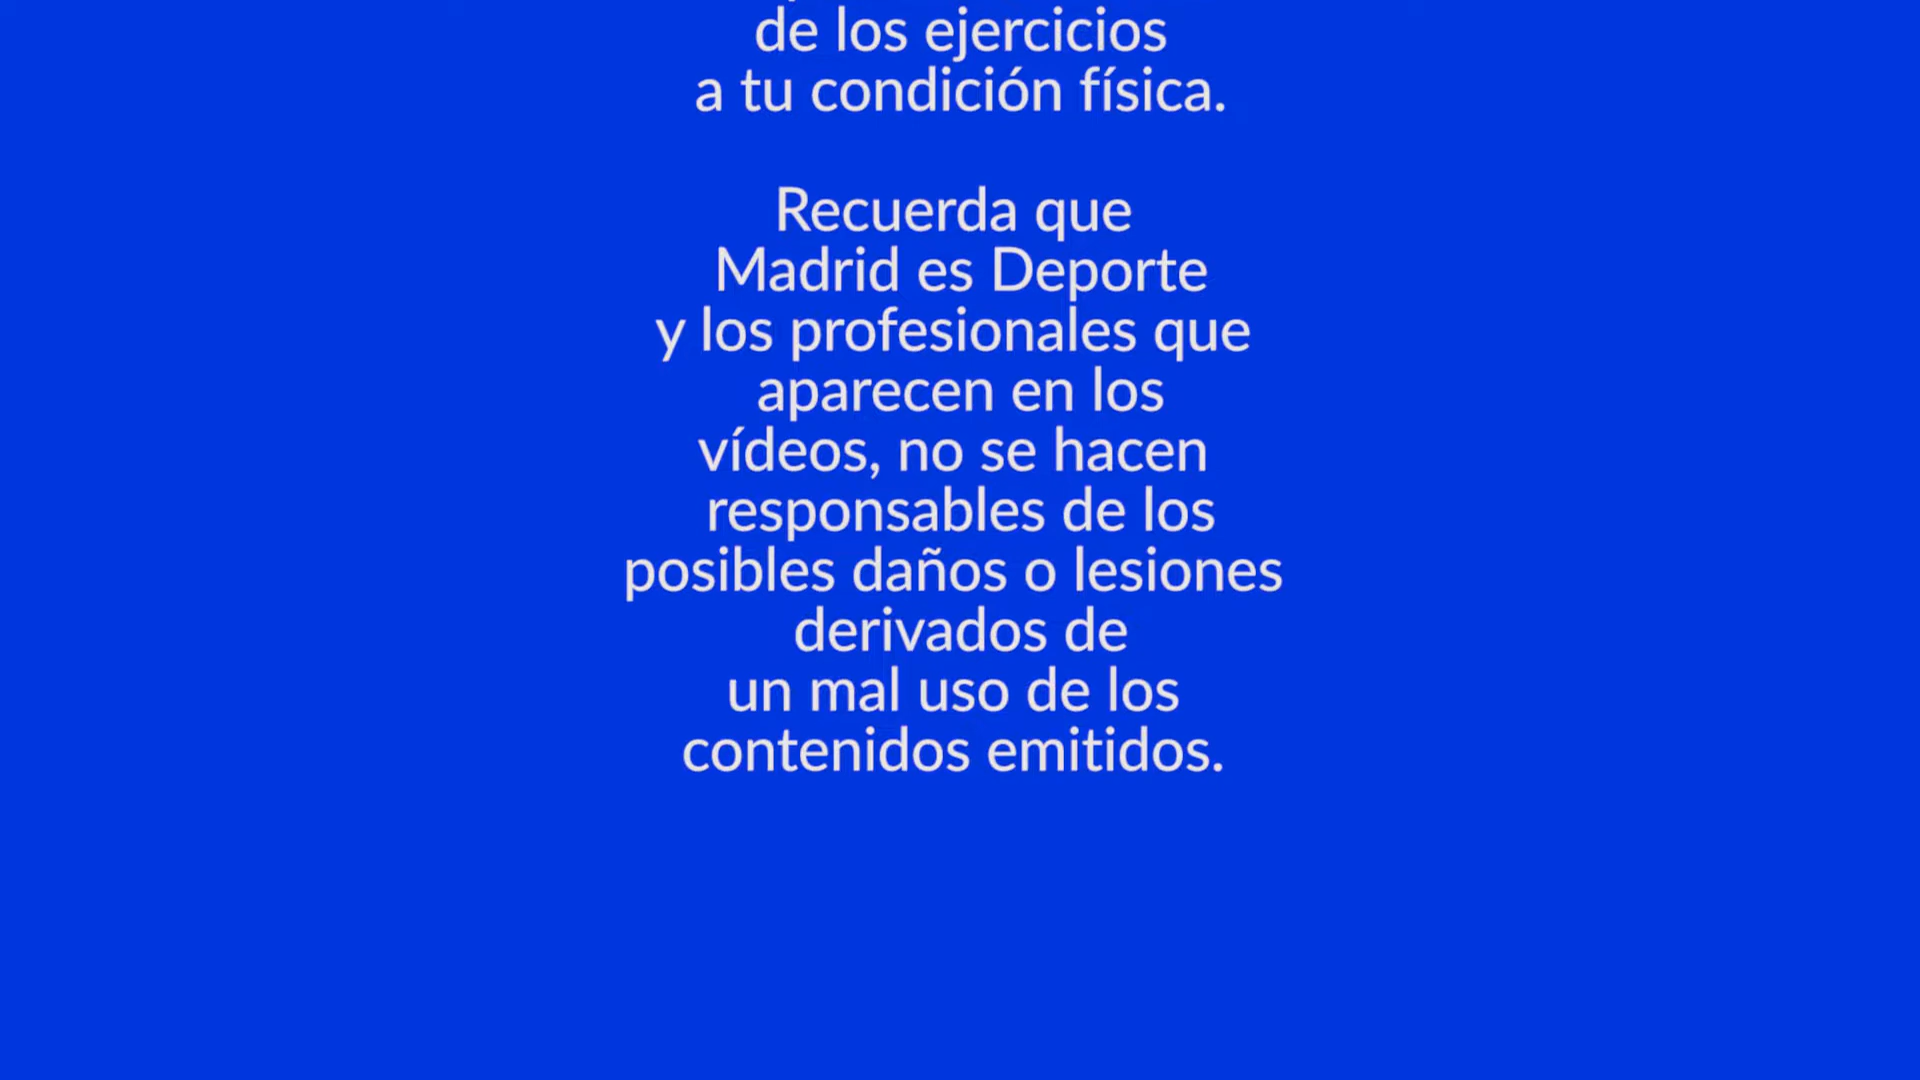 de los ejercicios
a tu condición física.
Recuerda que
Madrid es Deporte
y los profesionales que
aparecen en los
vídeos, no se hacen
responsables de los
posibles daños o lesiones
derivados de
un mal uso de los
contenidos emitidos.